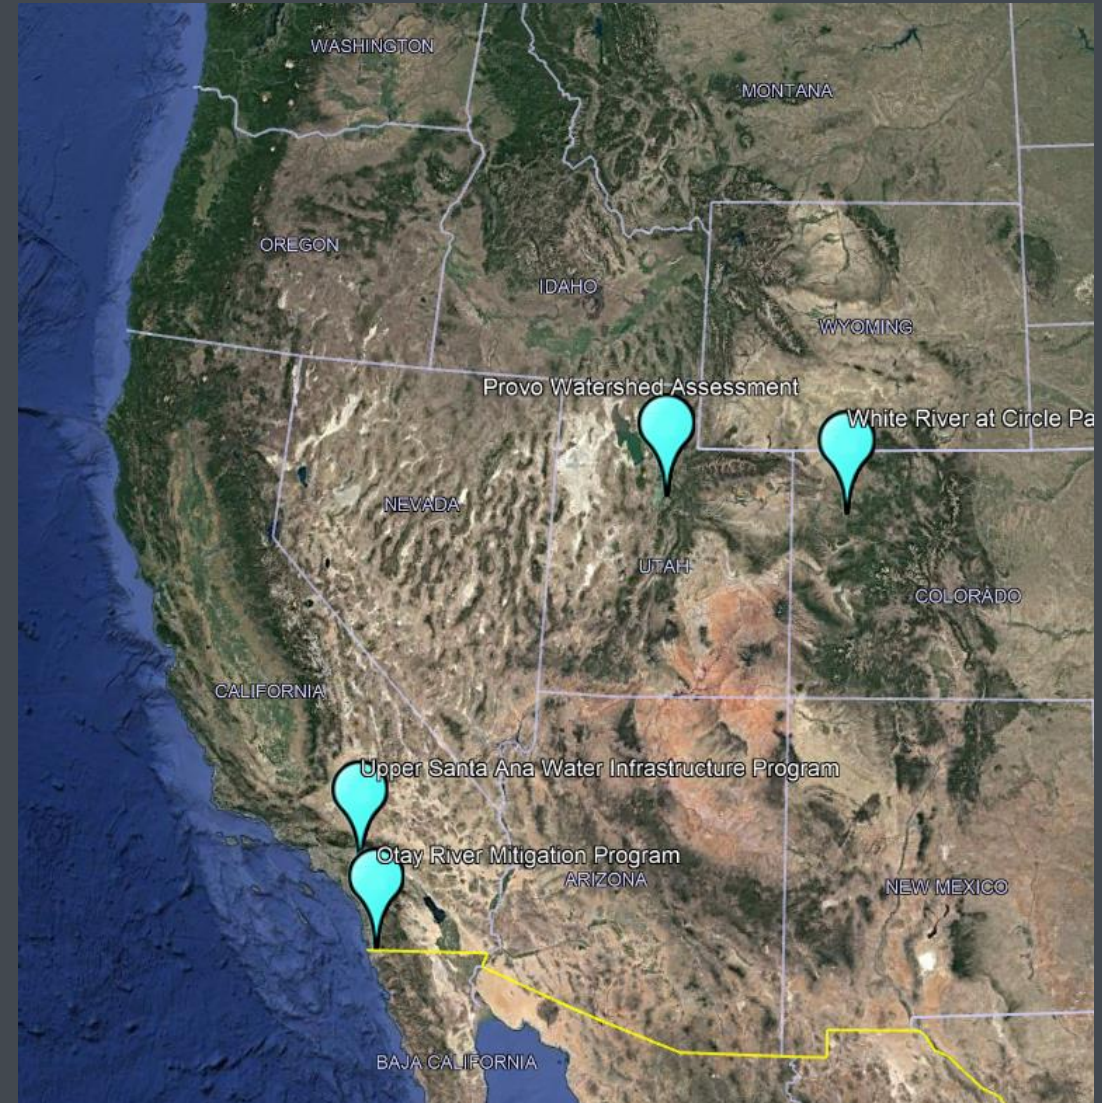 WASHINGTON
MONTANA
OREGON
IDAHO
WYOMING
Provo Watershed Assessment
White River at Circle Pa
NEVADA
UTAH
COLORADO
CALIFORNIA
Upper Santa Ana Water Infrastructure Program
Otay River Mitigation Program
ARIZONA
NEW MEXICO
BAJA CALIFORNIA